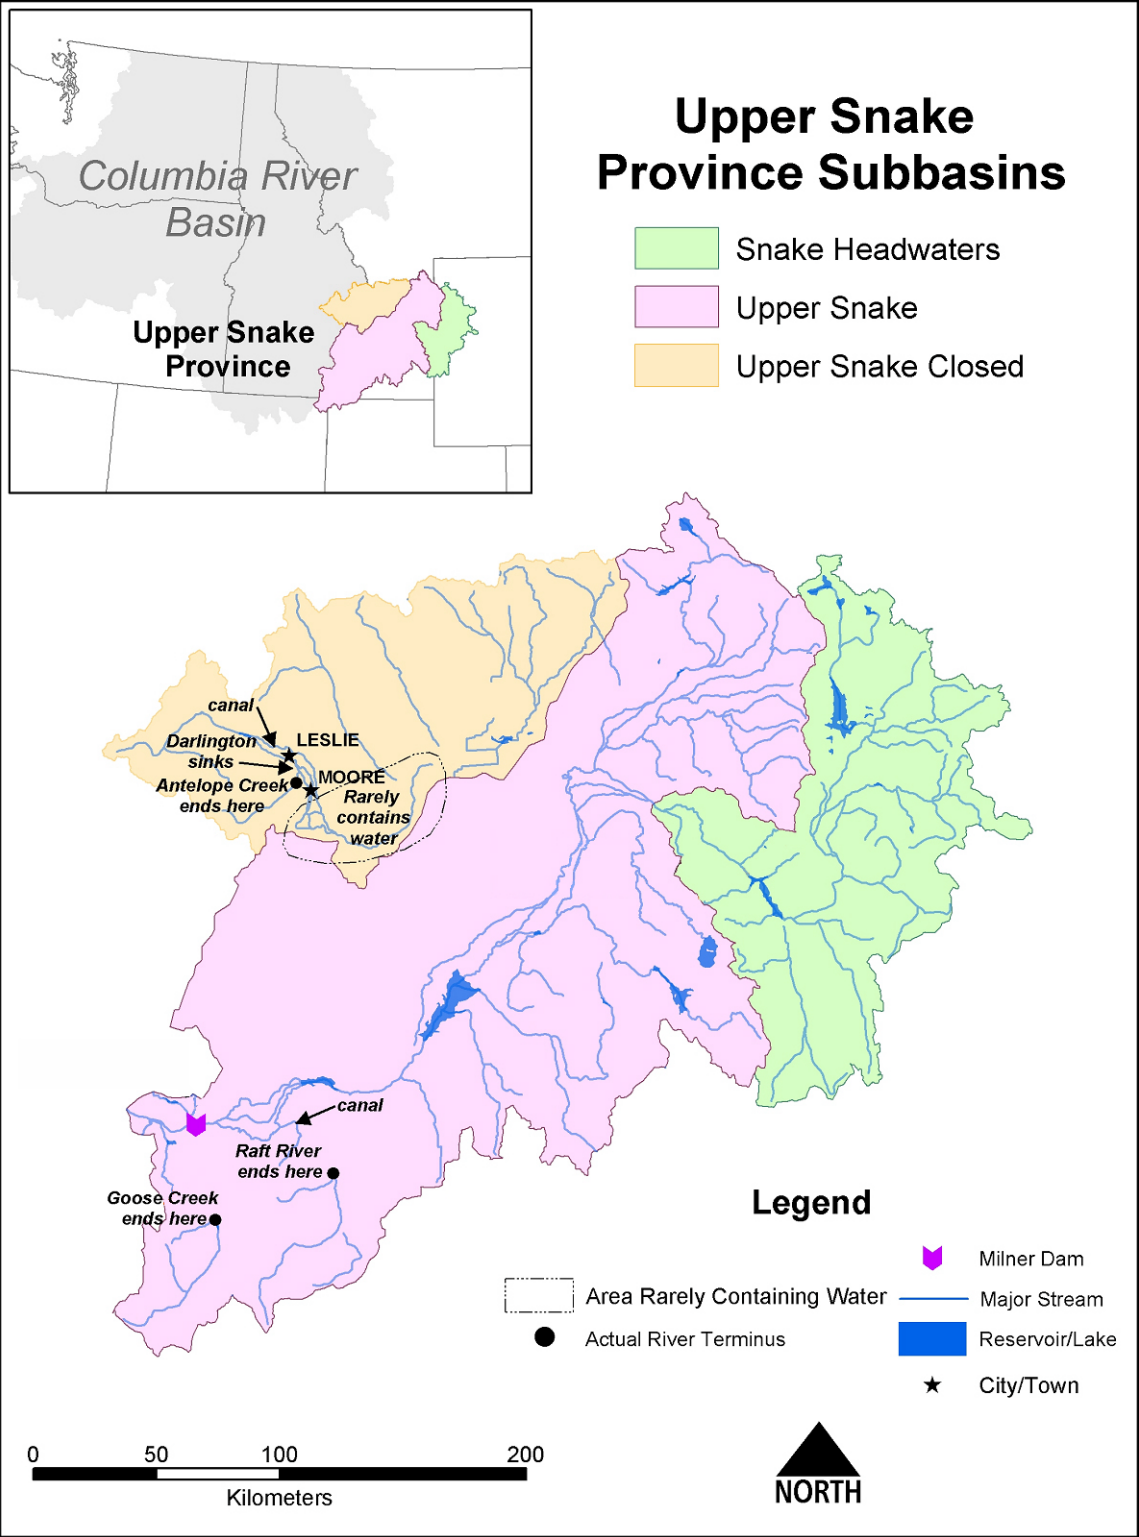 Columbia River
Basin
Upper Snake
Province
Upper Snake
Province Subbasins
Snake Headwaters
Upper Snake
Upper Snake Closed
canal
LESLIE
Darlington
sinks
MOORE
Antelope Creek
ends here
Rarely
contains
water
canal
Raft River
ends here
Goose Creek
ends here
Legend
Milner Dam
Area Rarely Containing Water
Major Stream
Actual River Terminus
Reservoir/Lake
City/Town
0 50 100 200
Kilometers
NORTH